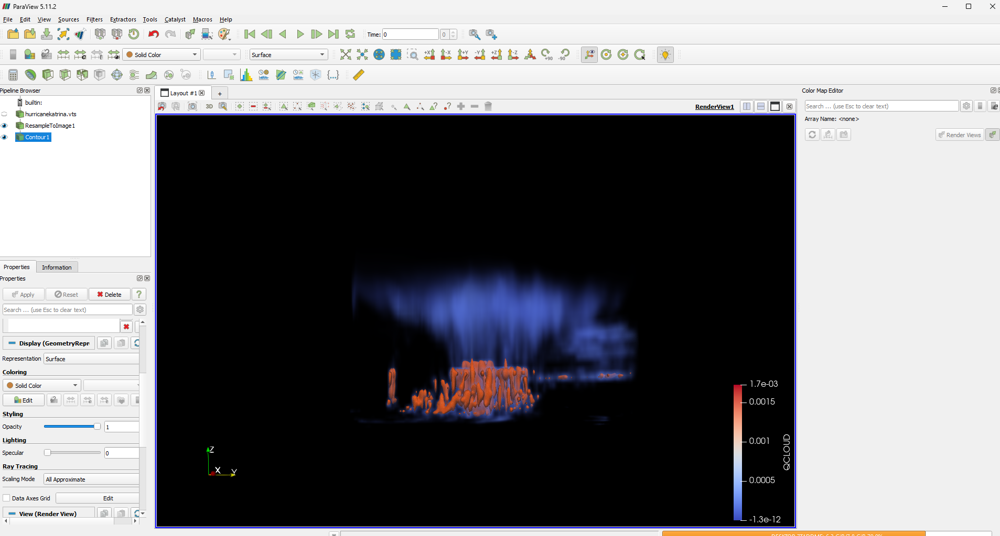 ParaView 5.11.2
File Edit View Sources Filters Extractors Tools Catalyst Macros Help
Time: 0 0
Solid Color Surface +X -X +Y -Y +Z -Z +90 -90
Pipeline Browser
builtin:
hurricanekatrina.vts
ResampleToImage1
Contour1
Properties Information
Properties
Apply Reset Delete ?
Search ... (use Esc to clear text)
Display (GeometryRepr
Representation Surface
Coloring
Solid Color
Edit
Styling
Opacity 1
Lighting
Specular 0
Ray Tracing
Scaling Mode All Approximate
Data Axes Grid Edit
View (Render View)
Layout #1 +
3D RenderView1
Z
X Y
1.7e-03
0.0015
0.001
0.0005
-1.3e-12
QCLOUD
Color Map Editor
Search ... (use Esc to clear text)
Array Name: <none>
Render Views